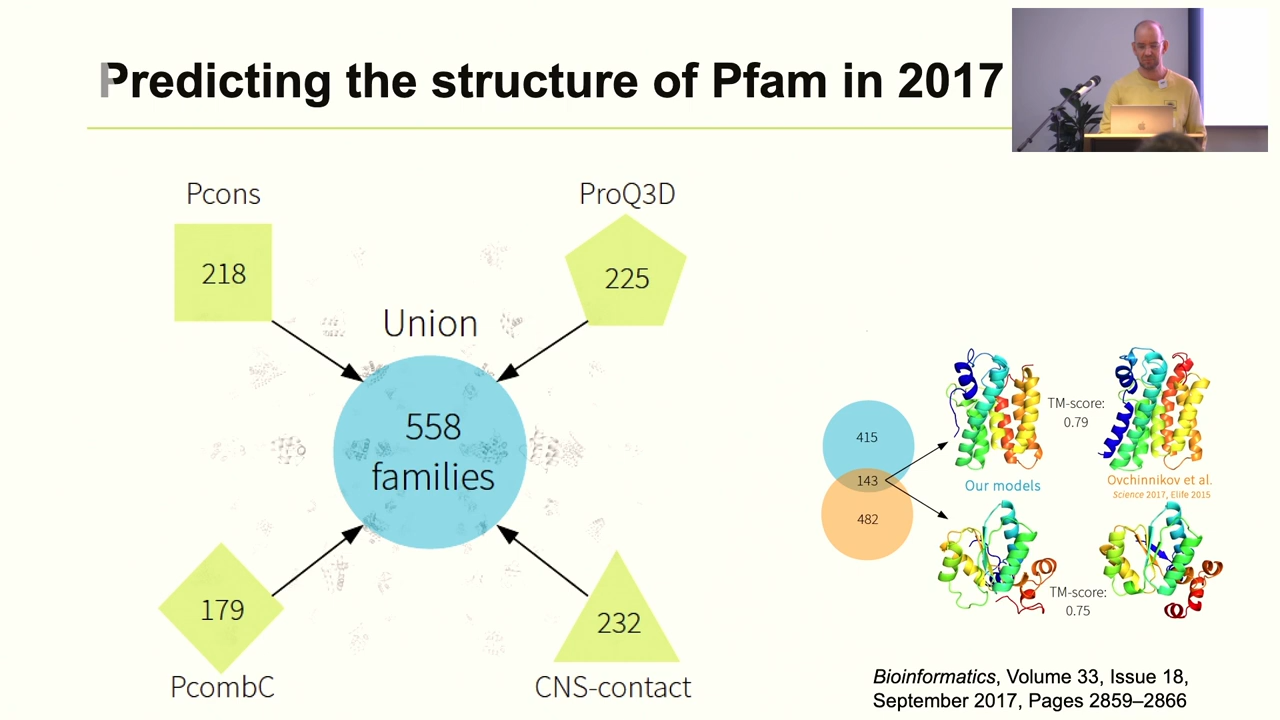 Predicting the structure of Pfam in 2017
Pcons
218
ProQ3D
225
Union
558
families
179
PcombC
232
CNS-contact
415
143
482
TM-score:
0.79
Our models
Ovchinnikov et al.
Science 2017, Elife 2015
TM-score:
0.75
Bioinformatics, Volume 33, Issue 18,
September 2017, Pages 2859–2866